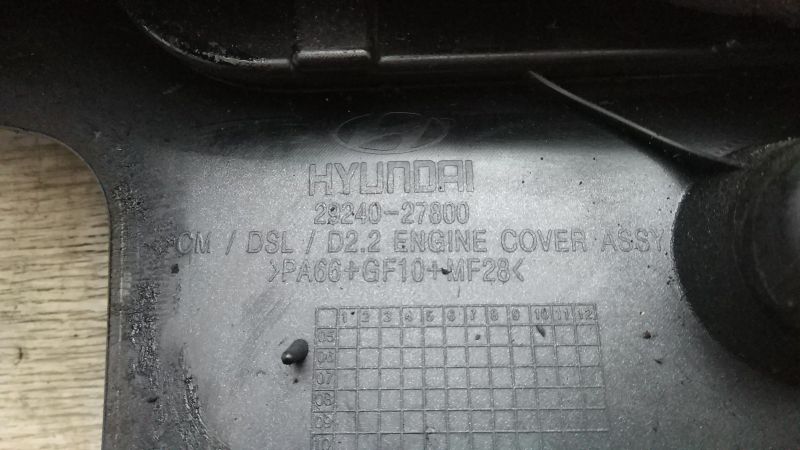 HYUNDAI
29240-27800
CM / DSL / D2.2 ENGINE COVER ASSY
>PA66+GF10+MF28<
1 2 3 4 5 6 7 8 9 10 11 12
05
06
07
08
09
10